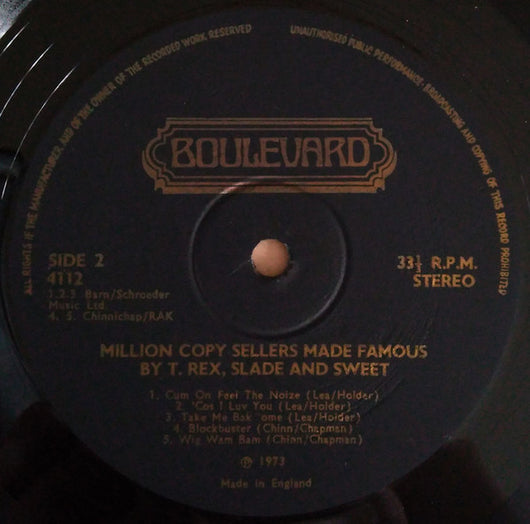 ALL RIGHTS OF THE MANUFACTURER, AND OF THE OWNER OF THE RECORDED WORK, RESERVED
UNAUTHORISED PUBLIC PERFORMANCE, BROADCASTING AND COPYING OF THIS RECORD PROHIBITED
BOULEVARD
SIDE 2
4112
1.2.3 Barn/Schroeder
Music Ltd.
4. 5. Chinnichap/RAK
33⅓ R.P.M.
STEREO
MILLION COPY SELLERS MADE FAMOUS
BY T. REX, SLADE AND SWEET
1. Cum On Feel The Noize (Lea/Holder)
2. 'Cos I Luv You (Lea/Holder)
3. Take Me Bak 'ome (Lea/Holder)
4. Blockbuster (Chinn/Chapman)
5. Wig Wam Bam (Chinn/Chapman)
Ⓟ 1973
Made in England